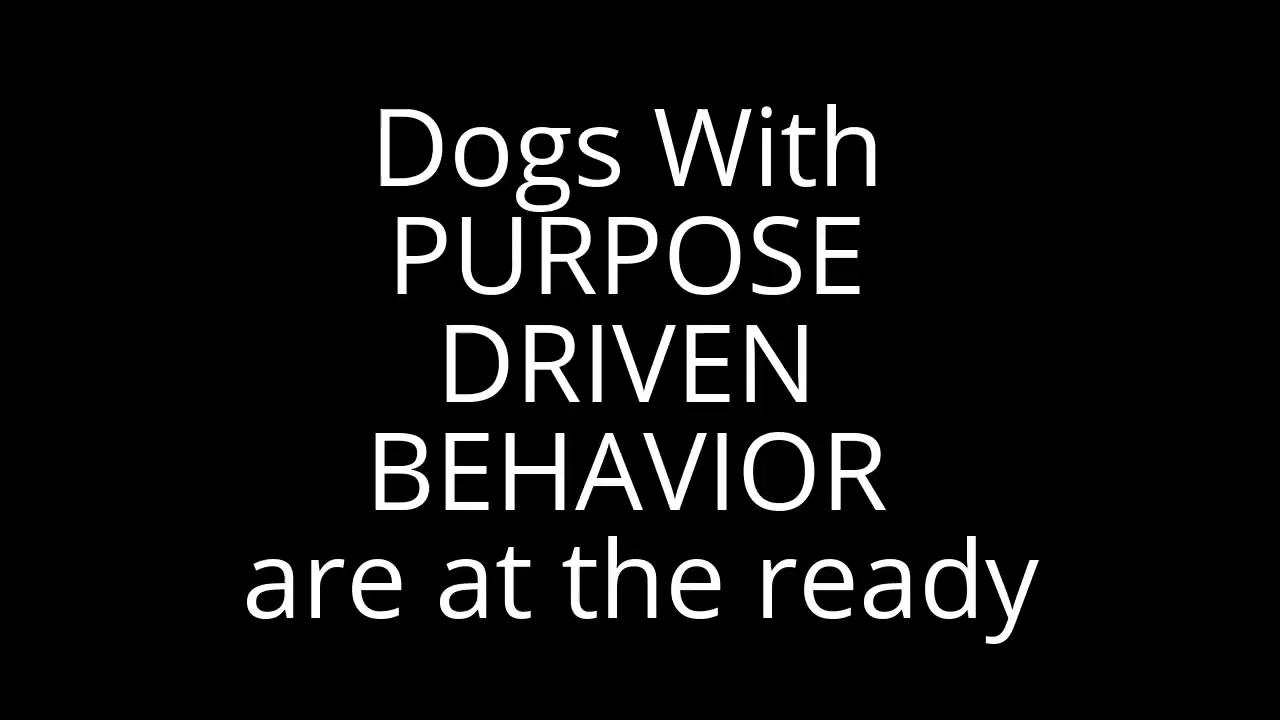 Dogs With
PURPOSE
DRIVEN
BEHAVIOR
are at the ready